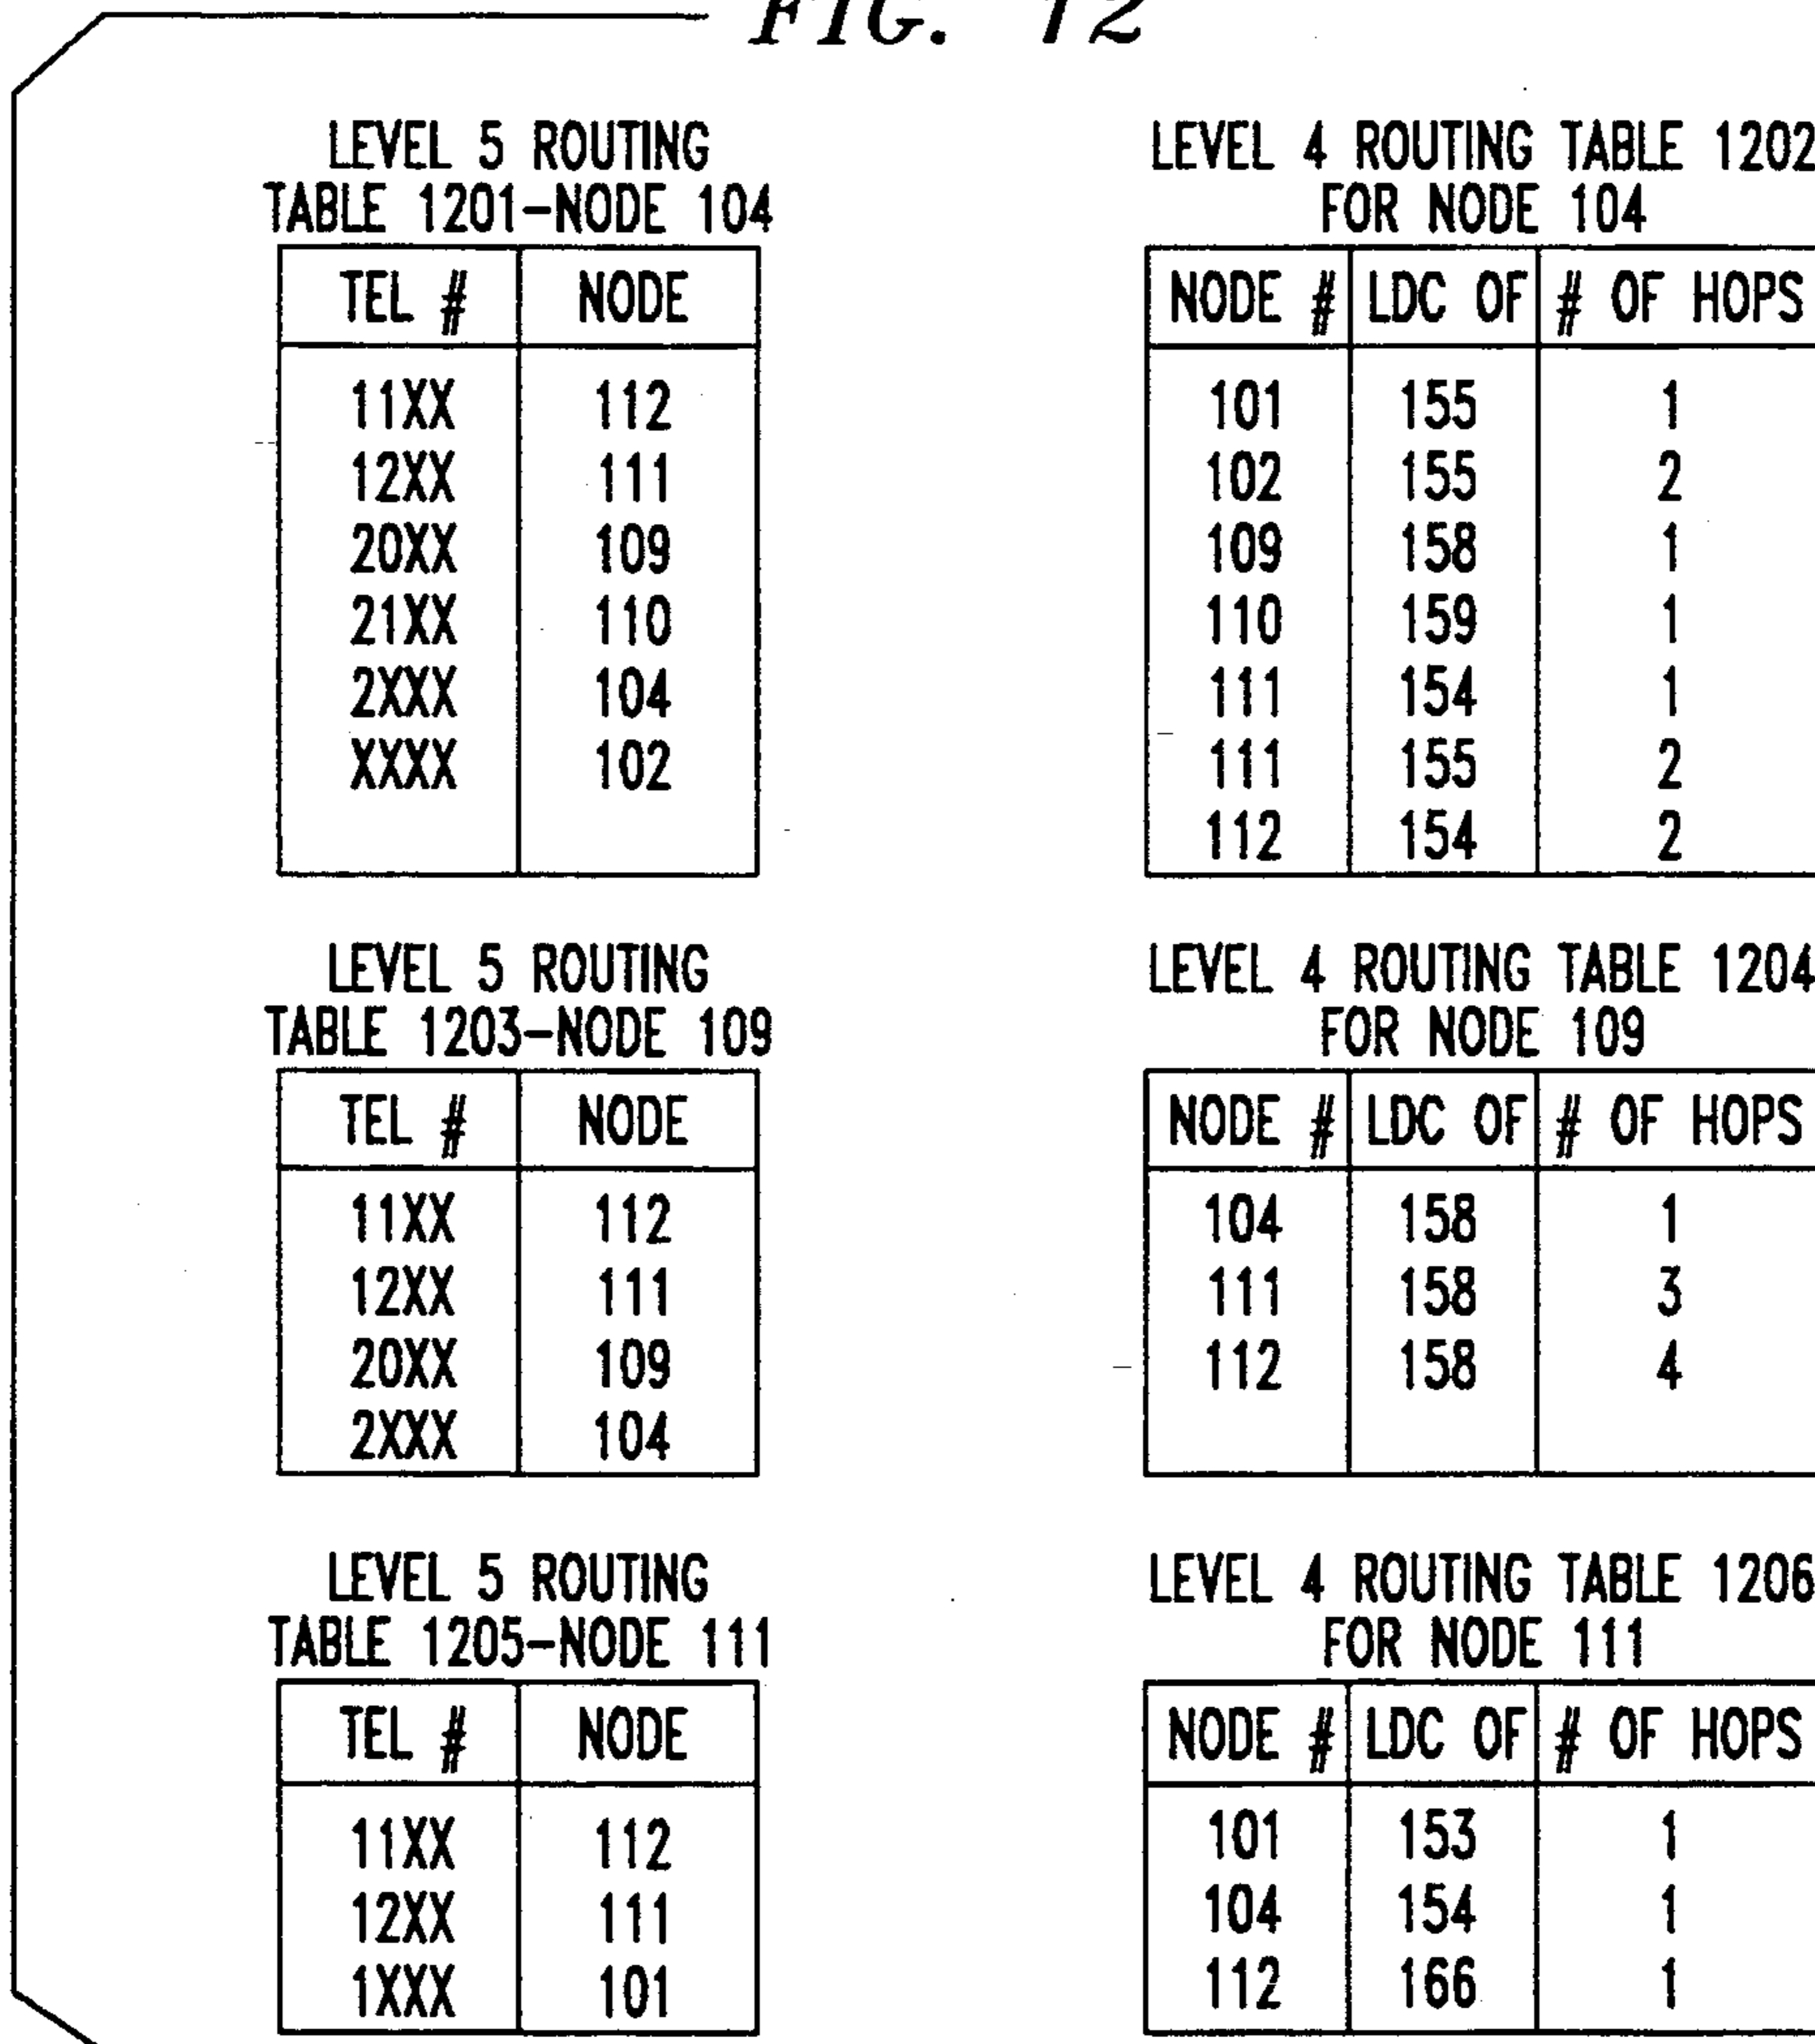 FIG. 12
LEVEL 5 ROUTING
TABLE 1201-NODE 104
TEL # NODE
11XX 112
12XX 111
20XX 109
21XX 110
2XXX 104
XXXX 102
LEVEL 4 ROUTING TABLE 1202
FOR NODE 104
NODE # LDC OF # OF HOPS
101 155 1
102 155 2
109 158 1
110 159 1
111 154 1
111 155 2
112 154 2
LEVEL 5 ROUTING
TABLE 1203-NODE 109
TEL # NODE
11XX 112
12XX 111
20XX 109
2XXX 104
LEVEL 4 ROUTING TABLE 1204
FOR NODE 109
NODE # LDC OF # OF HOPS
104 158 1
111 158 3
112 158 4
LEVEL 5 ROUTING
TABLE 1205-NODE 111
TEL # NODE
11XX 112
12XX 111
1XXX 101
LEVEL 4 ROUTING TABLE 1206
FOR NODE 111
NODE # LDC OF # OF HOPS
101 153 1
104 154 1
112 166 1